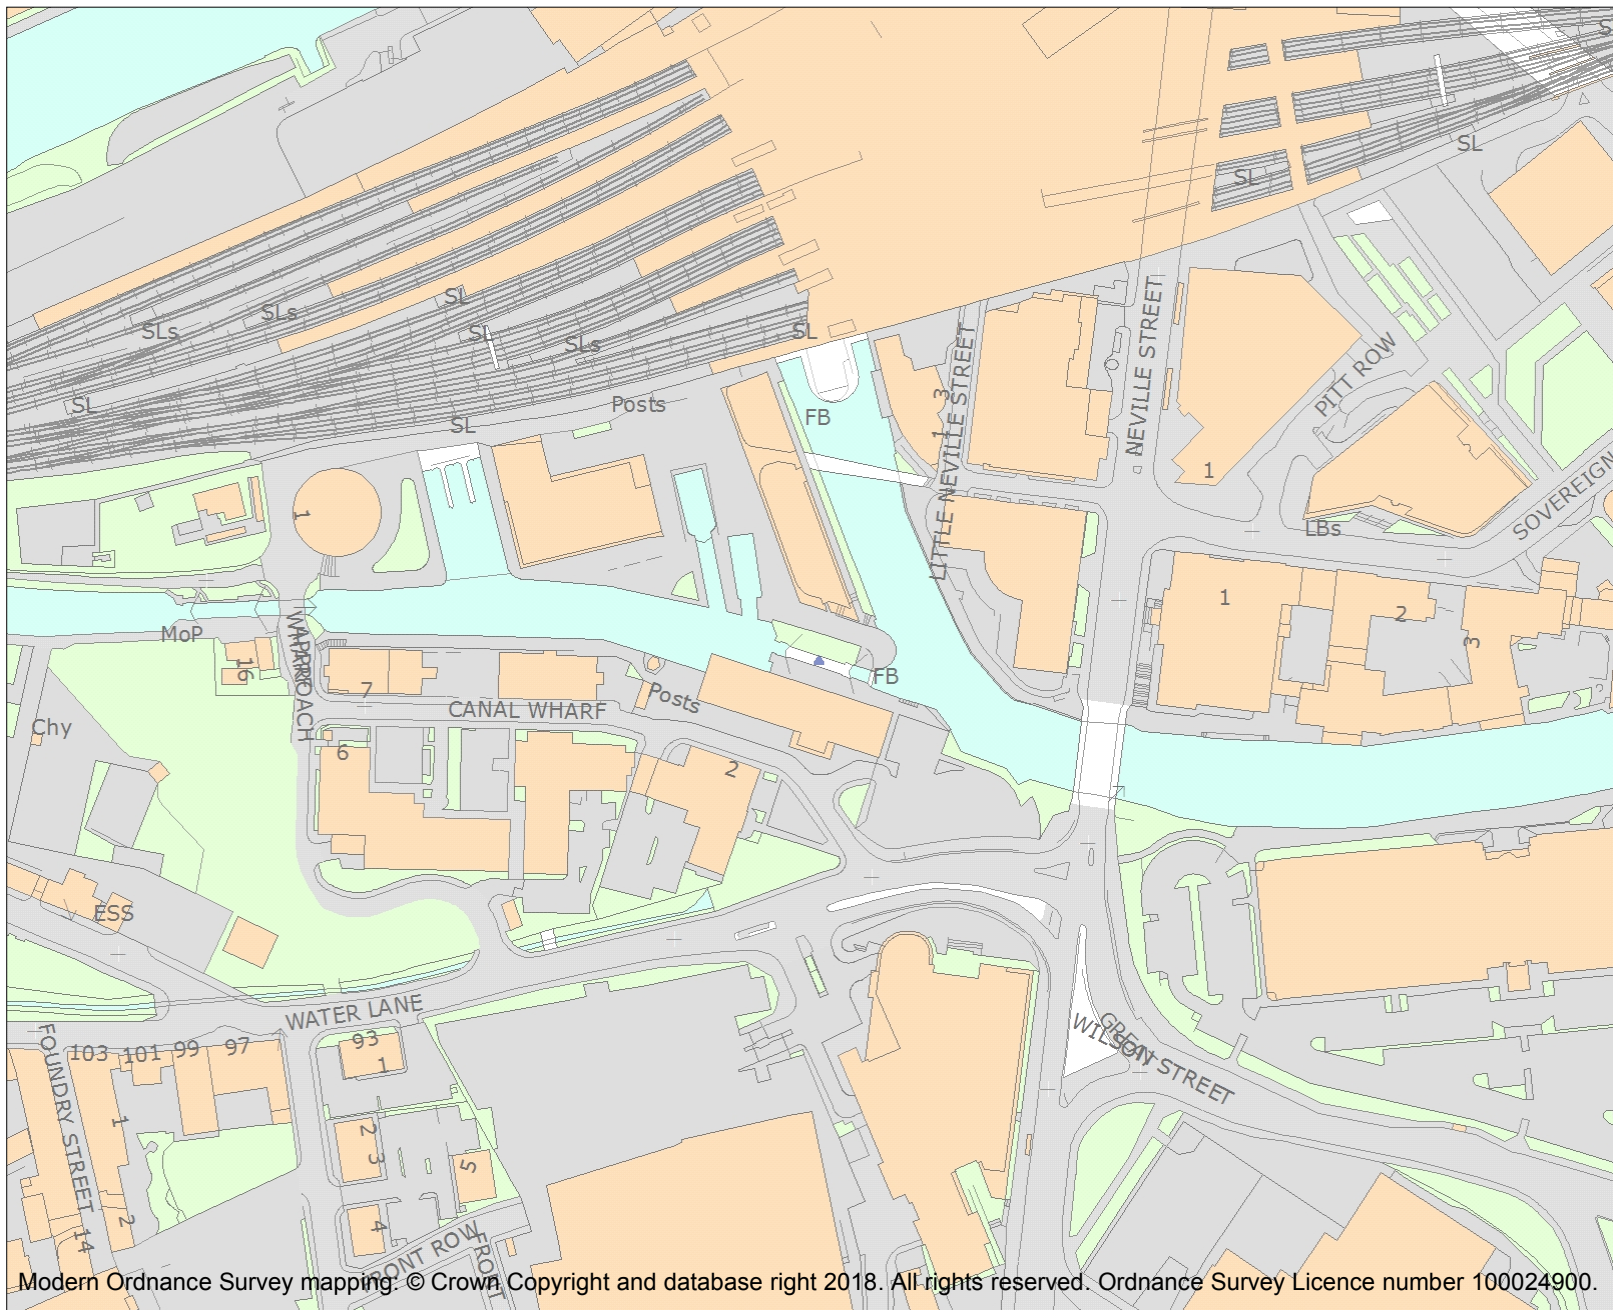 S
SL
SL
SL
SLs
SLs
SL
SL
SLs
SL
Posts
FB
SL
3
1
LITTLE NEVILLE STREET
NEVILLE STREET
PITT ROW
1
LBs
SOVEREIGN
1
MoP
16
WHARF
APPROACH
7
CANAL WHARF
Posts
FB
1
2
3
Chy
6
2
ESS
WATER LANE
FOUNDRY STREET
103
101
99
97
93
1
WILSON
GREAT
STREET
1
2
3
5
2
14
4
FRONT ROW
FRONT
Modern Ordnance Survey mapping: © Crown Copyright and database right 2018. All rights reserved. Ordnance Survey Licence number 100024900.